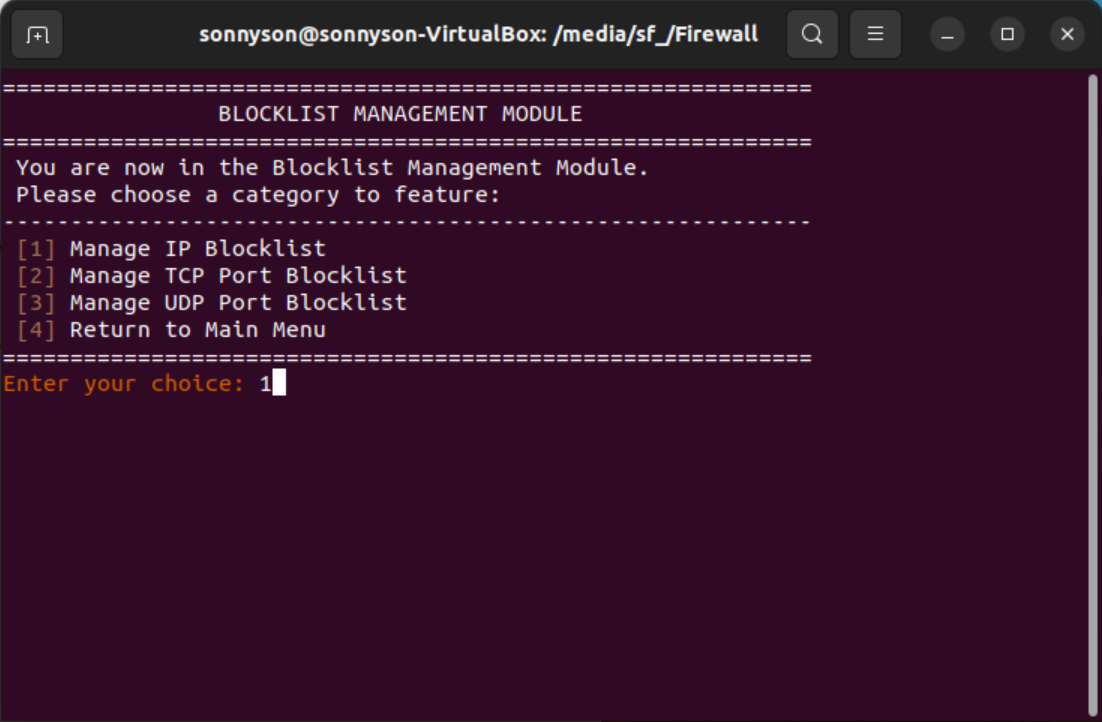 sonnyson@sonnyson-VirtualBox: /media/sf_/Firewall
============================================================
BLOCKLIST MANAGEMENT MODULE
============================================================
You are now in the Blocklist Management Module.
Please choose a category to feature:
------------------------------------------------------------
[1] Manage IP Blocklist
[2] Manage TCP Port Blocklist
[3] Manage UDP Port Blocklist
[4] Return to Main Menu
============================================================
Enter your choice: 1